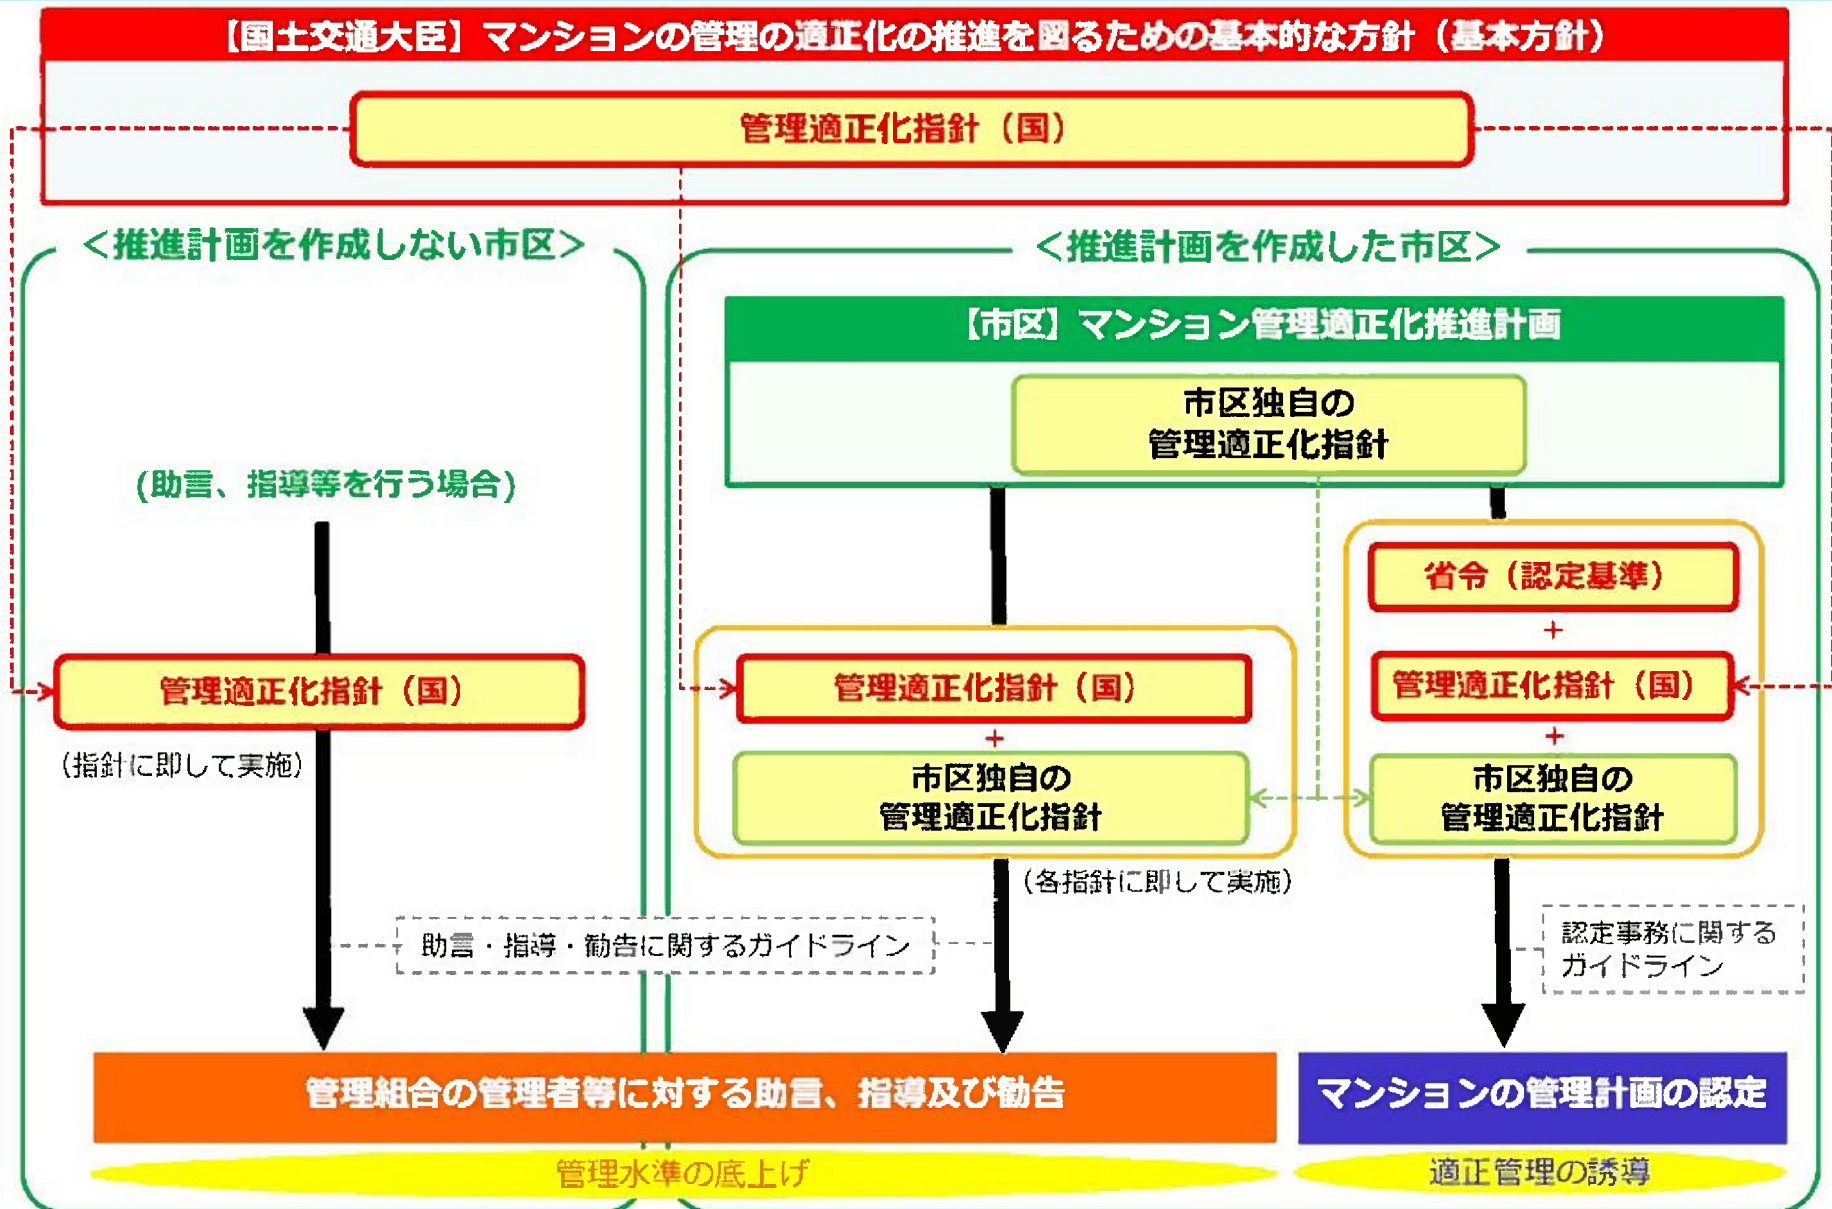 【国土交通大臣】マンションの管理の適正化の推進を図るための基本的な方針（基本方針）
管理適正化指針（国）
＜推進計画を作成しない市区＞
＜推進計画を作成した市区＞
【市区】マンション管理適正化推進計画
市区独自の
管理適正化指針
(助言、指導等を行う場合)
省令（認定基準）
+
管理適正化指針（国）
（指針に即して実施）
管理適正化指針（国）
+
市区独自の
管理適正化指針
管理適正化指針（国）
+
市区独自の
管理適正化指針
（各指針に即して実施）
助言・指導・勧告に関するガイドライン
認定事務に関する
ガイドライン
管理組合の管理者等に対する助言、指導及び勧告
マンションの管理計画の認定
管理水準の底上げ
適正管理の誘導